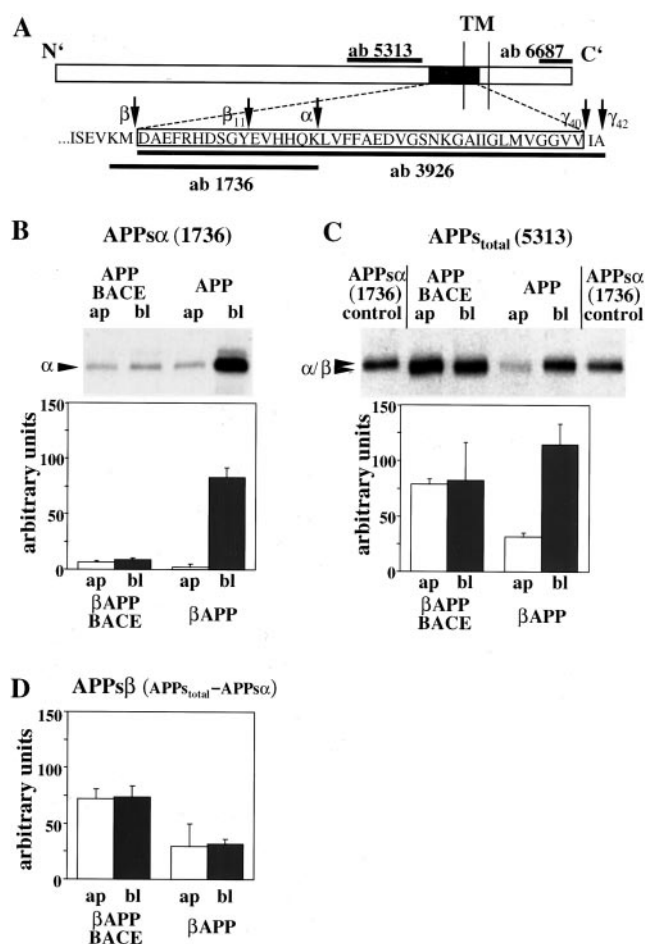 A
TM
N‘ ab 5313 ab 6687 C‘
β β11 α γ40 γ42
...ISEVKMDAEFRHDSGYEVHHQKLVFFAEDVGSNKGAIIGLMVGGVVIA
ab 1736 ab 3926
B APPsα (1736)
APP BACE APP
ap bl ap bl
α
150
100
50
0
arbitrary units
ap bl ap bl
βAPP BACE βAPP
C APPstotal (5313)
APPsα (1736) control APP BACE APP APPsα (1736) control
ap bl ap bl
α/β
150
100
50
0
arbitrary units
ap bl ap bl
βAPP BACE βAPP
D APPsβ (APPstotal–APPsα)
150
100
50
0
arbitrary units
ap bl ap bl
βAPP BACE βAPP